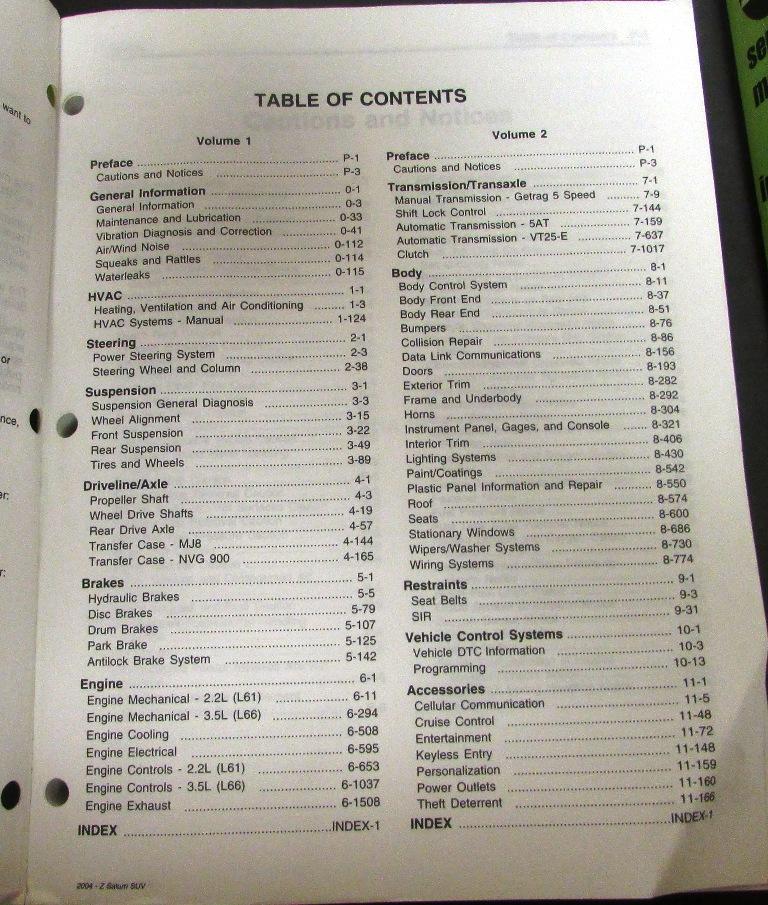 TABLE OF CONTENTS
Volume 1
Preface ........ P-1
Cautions and Notices ........ P-3
General Information ........ 0-1
General Information ........ 0-3
Maintenance and Lubrication ........ 0-33
Vibration Diagnosis and Correction ........ 0-41
Air/Wind Noise ........ 0-112
Squeaks and Rattles ........ 0-114
Waterleaks ........ 0-115
HVAC ........ 1-1
Heating, Ventilation and Air Conditioning ........ 1-3
HVAC Systems - Manual ........ 1-124
Steering ........ 2-1
Power Steering System ........ 2-3
Steering Wheel and Column ........ 2-38
Suspension ........ 3-1
Suspension General Diagnosis ........ 3-3
Wheel Alignment ........ 3-15
Front Suspension ........ 3-22
Rear Suspension ........ 3-49
Tires and Wheels ........ 3-89
Driveline/Axle ........ 4-1
Propeller Shaft ........ 4-3
Wheel Drive Shafts ........ 4-19
Rear Drive Axle ........ 4-57
Transfer Case - MJ8 ........ 4-144
Transfer Case - NVG 900 ........ 4-165
Brakes ........ 5-1
Hydraulic Brakes ........ 5-5
Disc Brakes ........ 5-79
Drum Brakes ........ 5-107
Park Brake ........ 5-125
Antilock Brake System ........ 5-142
Engine ........ 6-1
Engine Mechanical - 2.2L (L61) ........ 6-11
Engine Mechanical - 3.5L (L66) ........ 6-294
Engine Cooling ........ 6-508
Engine Electrical ........ 6-595
Engine Controls - 2.2L (L61) ........ 6-653
Engine Controls - 3.5L (L66) ........ 6-1037
Engine Exhaust ........ 6-1508
INDEX ........ INDEX-1
Volume 2
Preface ........ P-1
Cautions and Notices ........ P-3
Transmission/Transaxle ........ 7-1
Manual Transmission - Getrag 5 Speed ........ 7-9
Shift Lock Control ........ 7-144
Automatic Transmission - 5AT ........ 7-159
Automatic Transmission - VT25-E ........ 7-637
Clutch ........ 7-1017
Body ........ 8-1
Body Control System ........ 8-11
Body Front End ........ 8-37
Body Rear End ........ 8-51
Bumpers ........ 8-76
Collision Repair ........ 8-86
Data Link Communications ........ 8-156
Doors ........ 8-193
Exterior Trim ........ 8-282
Frame and Underbody ........ 8-292
Horns ........ 8-304
Instrument Panel, Gages, and Console ........ 8-321
Interior Trim ........ 8-406
Lighting Systems ........ 8-430
Paint/Coatings ........ 8-542
Plastic Panel Information and Repair ........ 8-550
Roof ........ 8-574
Seats ........ 8-600
Stationary Windows ........ 8-686
Wipers/Washer Systems ........ 8-730
Wiring Systems ........ 8-774
Restraints ........ 9-1
Seat Belts ........ 9-3
SIR ........ 9-31
Vehicle Control Systems ........ 10-1
Vehicle DTC Information ........ 10-3
Programming ........ 10-13
Accessories ........ 11-1
Cellular Communication ........ 11-5
Cruise Control ........ 11-48
Entertainment ........ 11-72
Keyless Entry ........ 11-148
Personalization ........ 11-159
Power Outlets ........ 11-160
Theft Deterrent ........ 11-166
INDEX ........ INDEX-1
2004 - Z Saturn SUV
want to
or